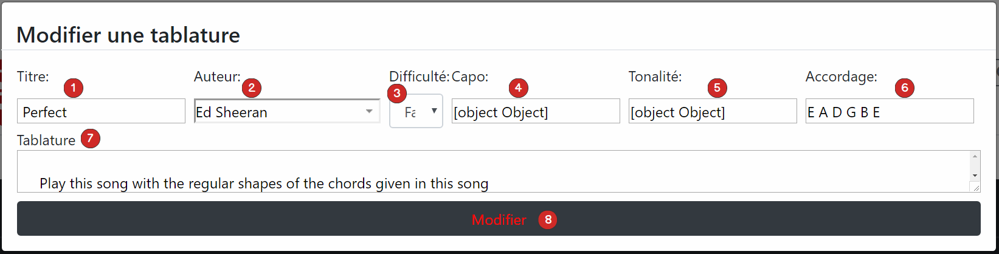 Modifier une tablature
Titre: 1 Auteur: 2 Difficulté: 3 Capo: 4 Tonalité: 5 Accordage: 6
Perfect Ed Sheeran Fa [object Object] [object Object] E A D G B E
Tablature 7
Play this song with the regular shapes of the chords given in this song
Modifier 8